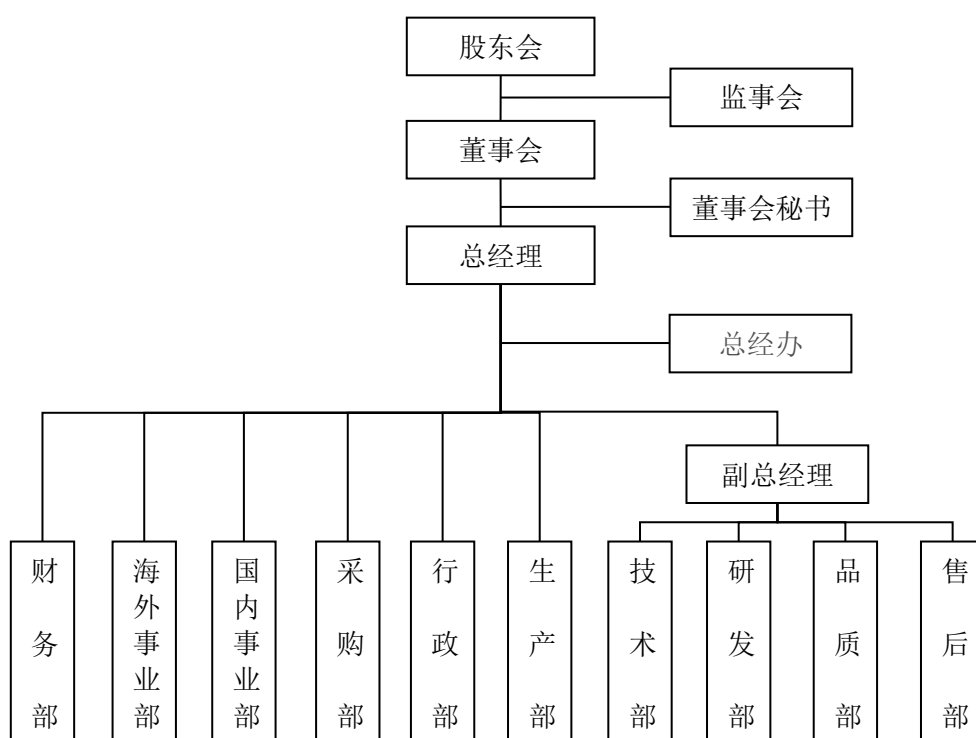 股东会
监事会
董事会
董事会秘书
总经理
总经办
副总经理
财务部
海外事业部
国内事业部
采购部
行政部
生产部
技术部
研发部
品质部
售后部